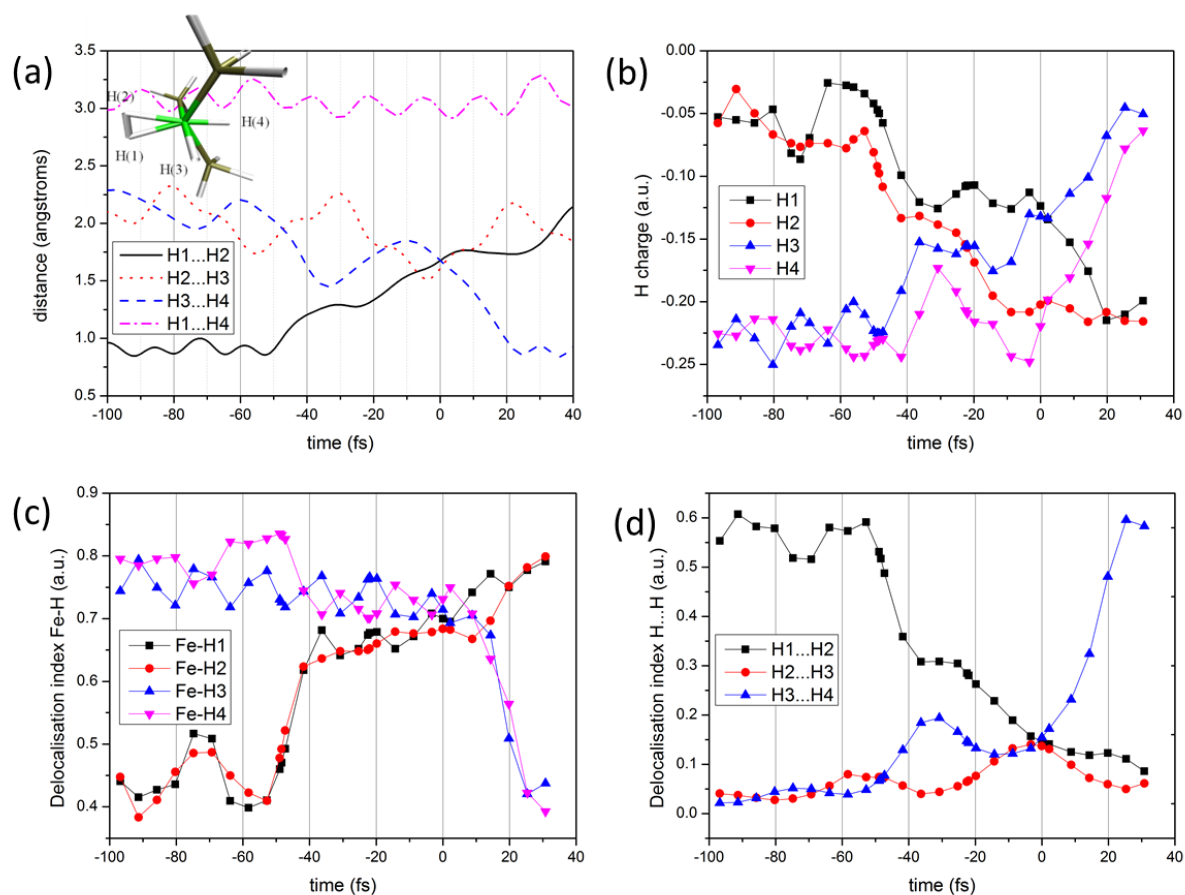 (a)
distance (angstroms)
3.5
3.0
2.5
2.0
1.5
1.0
0.5
H(2)
H(1)
H(3)
H(4)
H1...H2
H2...H3
H3...H4
H1...H4
-100 -80 -60 -40 -20 0 20 40
time (fs)
(b)
H charge (a.u.)
0.00
-0.05
-0.10
-0.15
-0.20
-0.25
H1
H2
H3
H4
-100 -80 -60 -40 -20 0 20 40
time (fs)
(c)
Delocalisation index Fe-H (a.u.)
0.9
0.8
0.7
0.6
0.5
0.4
Fe-H1
Fe-H2
Fe-H3
Fe-H4
-100 -80 -60 -40 -20 0 20 40
time (fs)
(d)
Delocalisation index H...H (a.u.)
0.6
0.5
0.4
0.3
0.2
0.1
0.0
H1...H2
H2...H3
H3...H4
-100 -80 -60 -40 -20 0 20 40
time (fs)